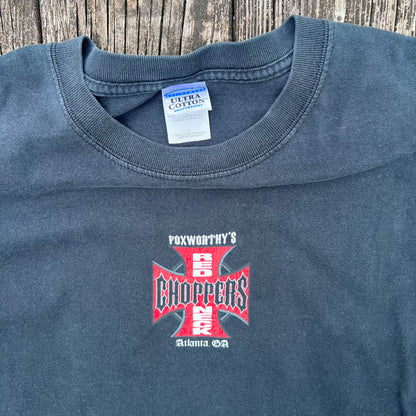 ULTRA
COTTON
FOXWORTHY'S
RED
CHOPPERS
NECK
Atlanta, GA